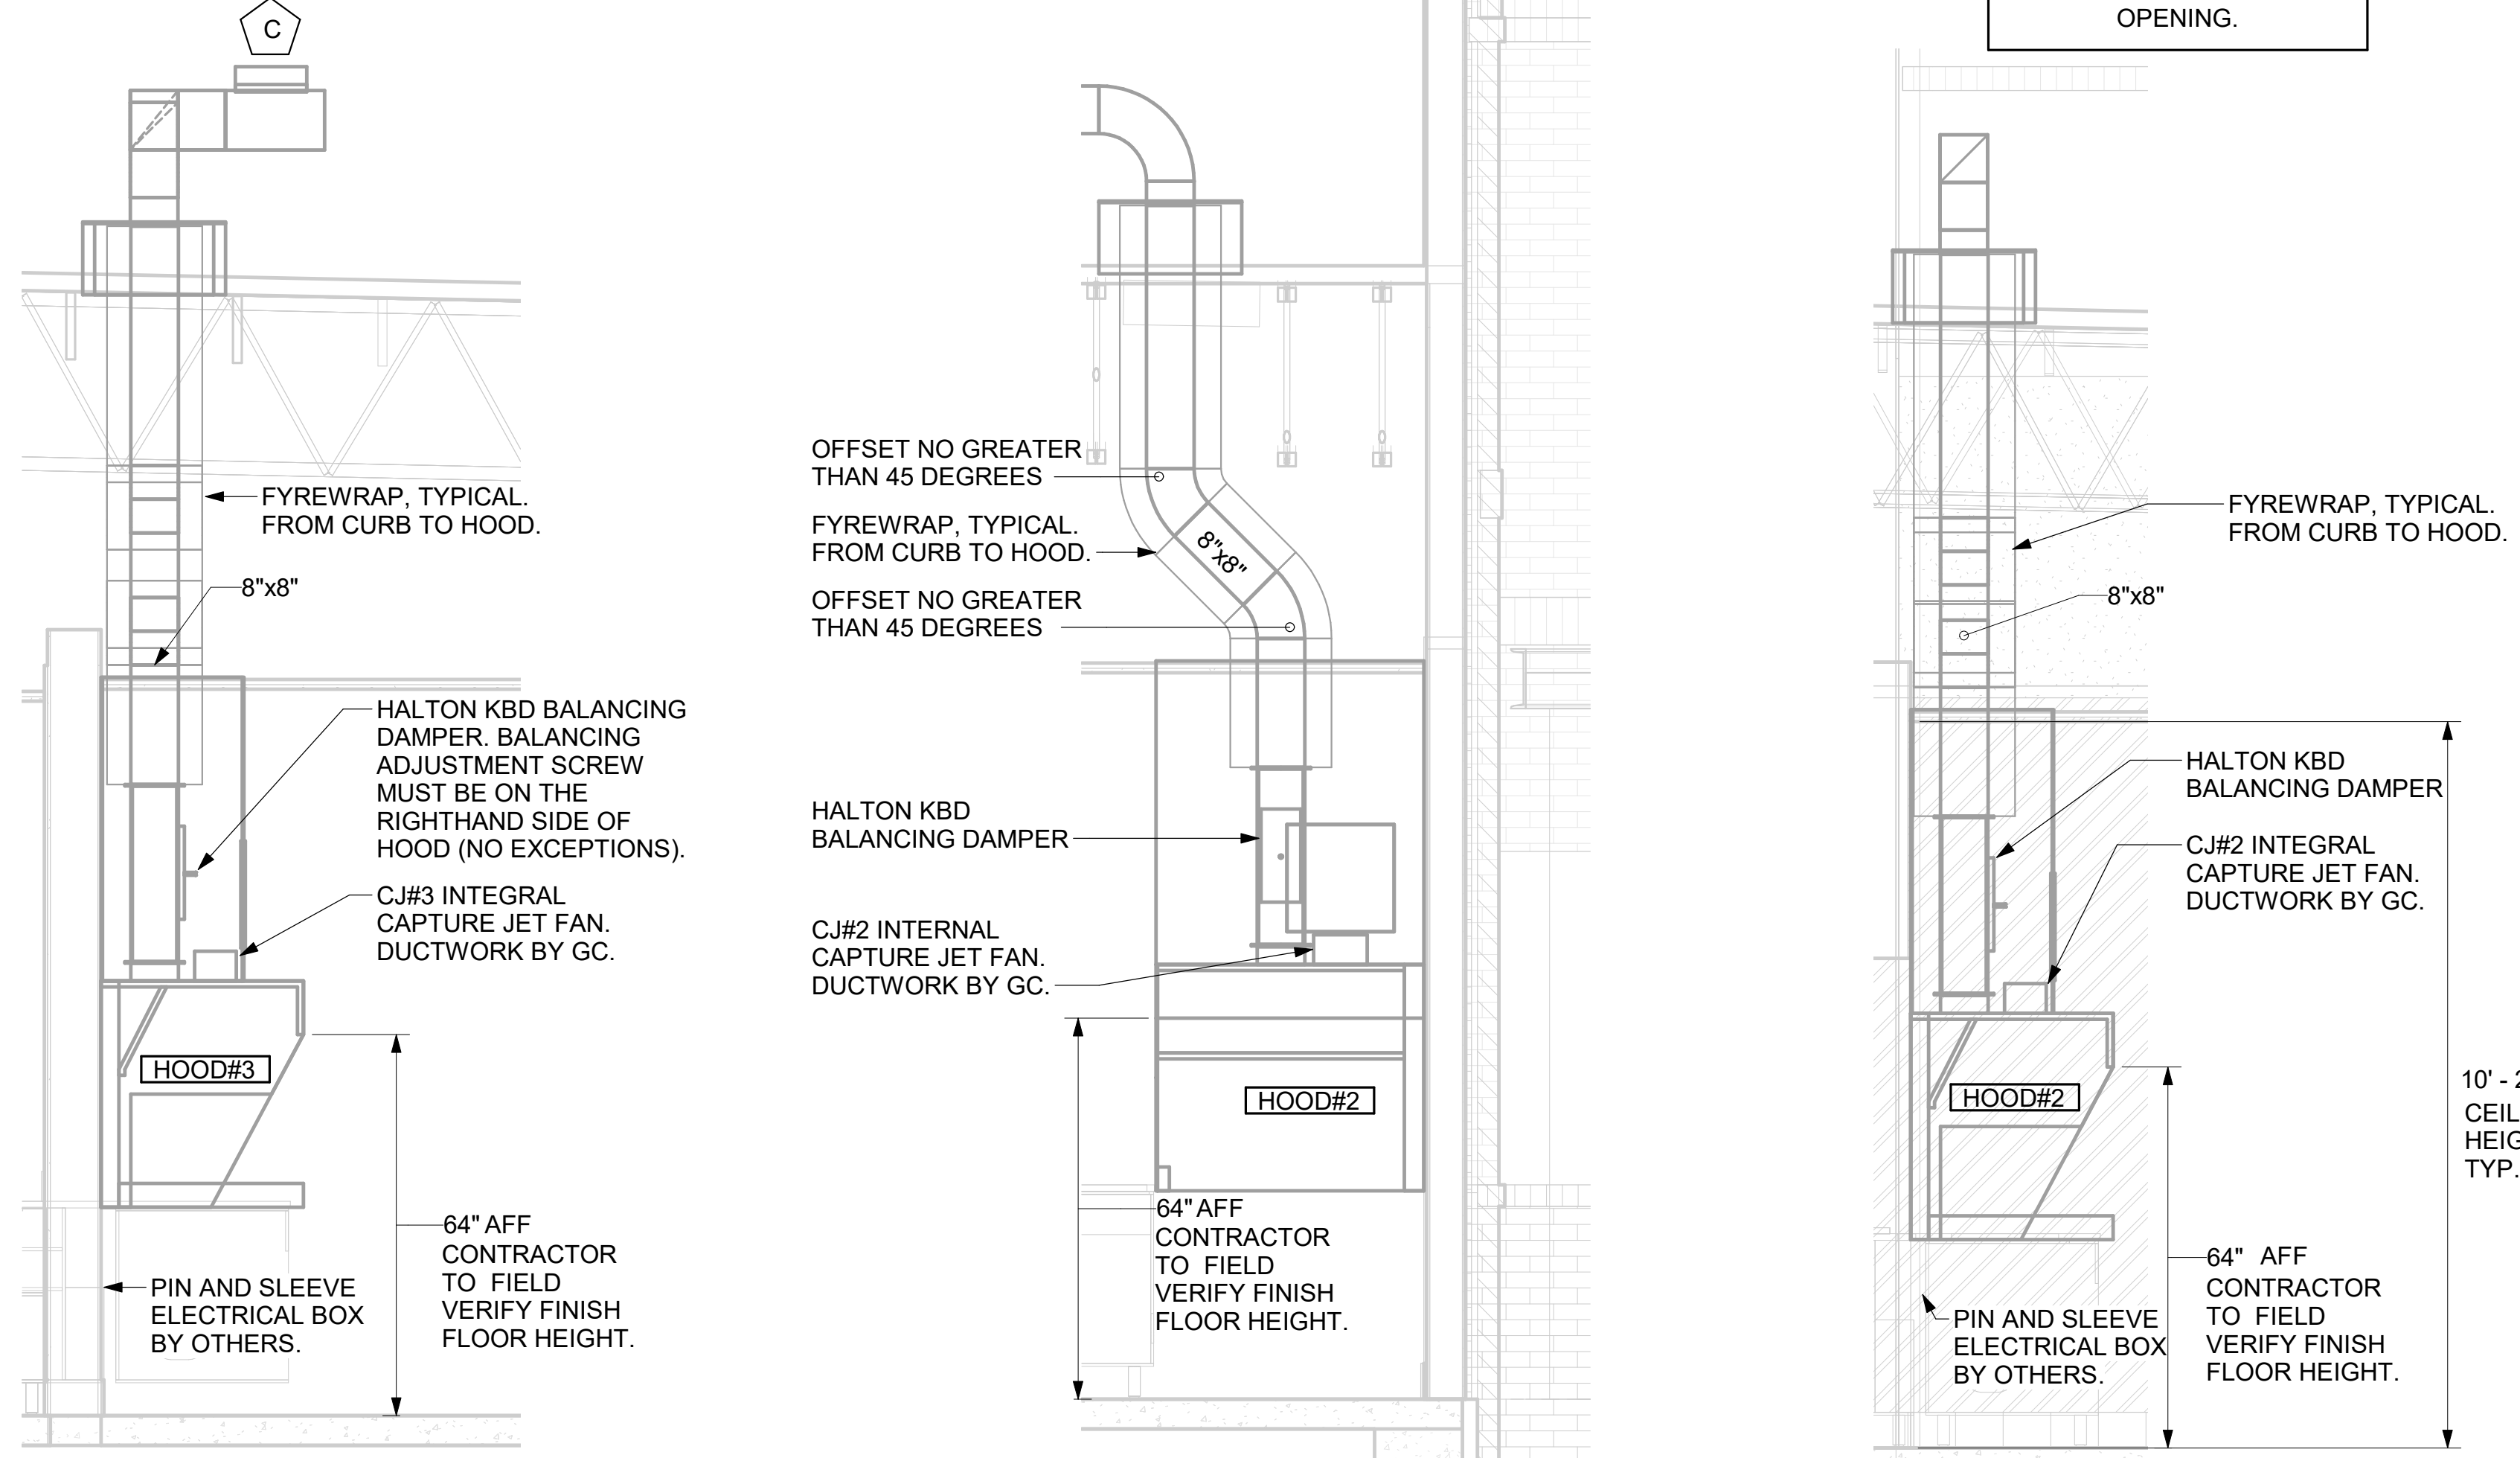 C
FYREWRAP, TYPICAL.
FROM CURB TO HOOD.
8"x8"
HALTON KBD BALANCING
DAMPER. BALANCING
ADJUSTMENT SCREW
MUST BE ON THE
RIGHTHAND SIDE OF
HOOD (NO EXCEPTIONS).
CJ#3 INTEGRAL
CAPTURE JET FAN.
DUCTWORK BY GC.
HOOD#3
64" AFF
CONTRACTOR
TO FIELD
VERIFY FINISH
FLOOR HEIGHT.
PIN AND SLEEVE
ELECTRICAL BOX
BY OTHERS.
OFFSET NO GREATER
THAN 45 DEGREES
FYREWRAP, TYPICAL.
FROM CURB TO HOOD.
8"x8"
OFFSET NO GREATER
THAN 45 DEGREES
HALTON KBD
BALANCING DAMPER
CJ#2 INTERNAL
CAPTURE JET FAN.
DUCTWORK BY GC.
HOOD#2
64" AFF
CONTRACTOR
TO FIELD
VERIFY FINISH
FLOOR HEIGHT.
OPENING.
FYREWRAP, TYPICAL.
FROM CURB TO HOOD.
8"x8"
HALTON KBD
BALANCING DAMPER
CJ#2 INTEGRAL
CAPTURE JET FAN.
DUCTWORK BY GC.
HOOD#2
10' -
TYP.
64" AFF
CONTRACTOR
TO FIELD
VERIFY FINISH
FLOOR HEIGHT.
PIN AND SLEEVE
ELECTRICAL BOX
BY OTHERS.